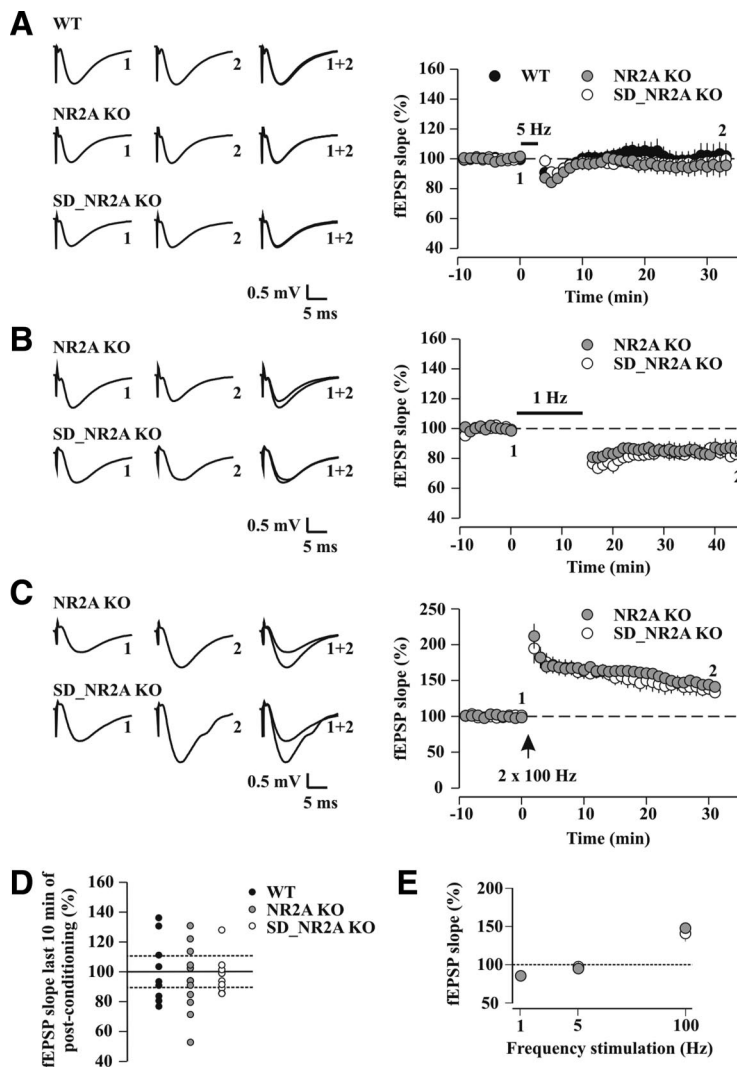 A
WT
1
2
1+2
NR2A KO
1
2
1+2
SD_NR2A KO
1
2
1+2
0.5 mV
5 ms
fEPSP slope (%)
160
140
120
100
80
60
40
WT
NR2A KO
SD_NR2A KO
5 Hz
1
2
-10 0 10 20 30
Time (min)
B
NR2A KO
1
2
1+2
SD_NR2A KO
1
2
1+2
0.5 mV
5 ms
fEPSP slope (%)
160
140
120
100
80
60
40
NR2A KO
SD_NR2A KO
1 Hz
1
2
-10 0 10 20 30 40
Time (min)
C
NR2A KO
1
2
1+2
SD_NR2A KO
1
2
1+2
0.5 mV
5 ms
fEPSP slope (%)
250
200
150
100
50
0
NR2A KO
SD_NR2A KO
1
2
2 x 100 Hz
-10 0 10 20 30
Time (min)
D
fEPSP slope last 10 min of
post-conditioning (%)
160
140
120
100
80
60
40
WT
NR2A KO
SD_NR2A KO
E
fEPSP slope (%)
200
150
100
50
1 5 100
Frequency stimulation (Hz)